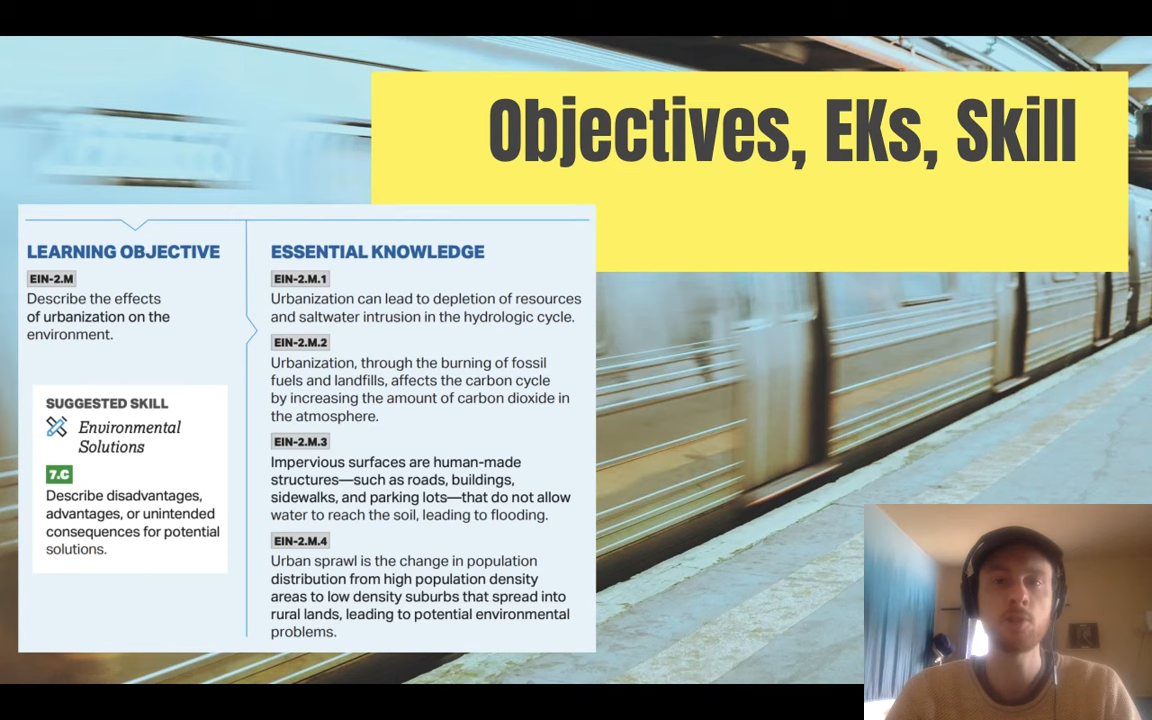 Objectives, EKs, Skill
LEARNING OBJECTIVE
EIN-2.M
Describe the effects
of urbanization on the
environment.
SUGGESTED SKILL
Environmental
Solutions
7.C
Describe disadvantages,
advantages, or unintended
consequences for potential
solutions.
ESSENTIAL KNOWLEDGE
EIN-2.M.1
Urbanization can lead to depletion of resources
and saltwater intrusion in the hydrologic cycle.
EIN-2.M.2
Urbanization, through the burning of fossil
fuels and landfills, affects the carbon cycle
by increasing the amount of carbon dioxide in
the atmosphere.
EIN-2.M.3
Impervious surfaces are human-made
structures—such as roads, buildings,
sidewalks, and parking lots—that do not allow
water to reach the soil, leading to flooding.
EIN-2.M.4
Urban sprawl is the change in population
distribution from high population density
areas to low density suburbs that spread into
rural lands, leading to potential environmental
problems.